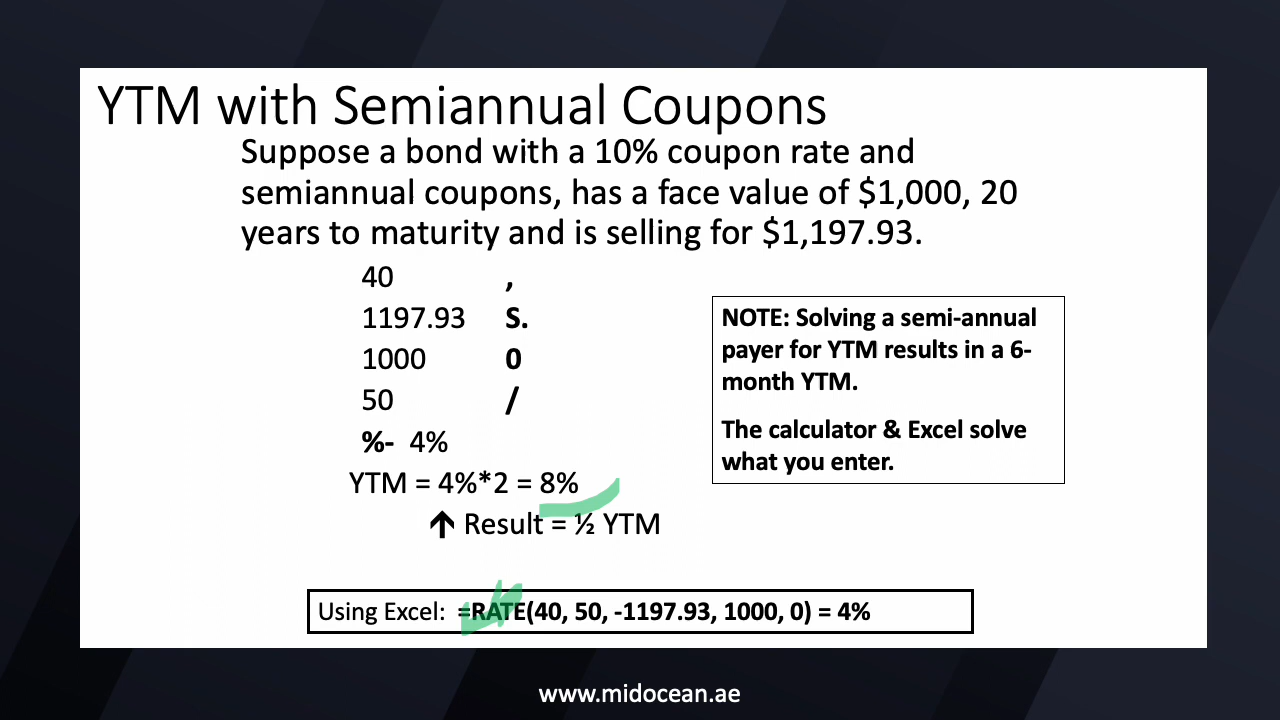 YTM with Semiannual Coupons
Suppose a bond with a 10% coupon rate and
semiannual coupons, has a face value of $1,000, 20
years to maturity and is selling for $1,197.93.
40 ,
1197.93 S.
1000 0
50 /
%- 4%
YTM = 4%*2 = 8%
↑ Result = ½ YTM
NOTE: Solving a semi-annual
payer for YTM results in a 6-
month YTM.
The calculator & Excel solve
what you enter.
Using Excel: =RATE(40, 50, -1197.93, 1000, 0) = 4%
www.midocean.ae